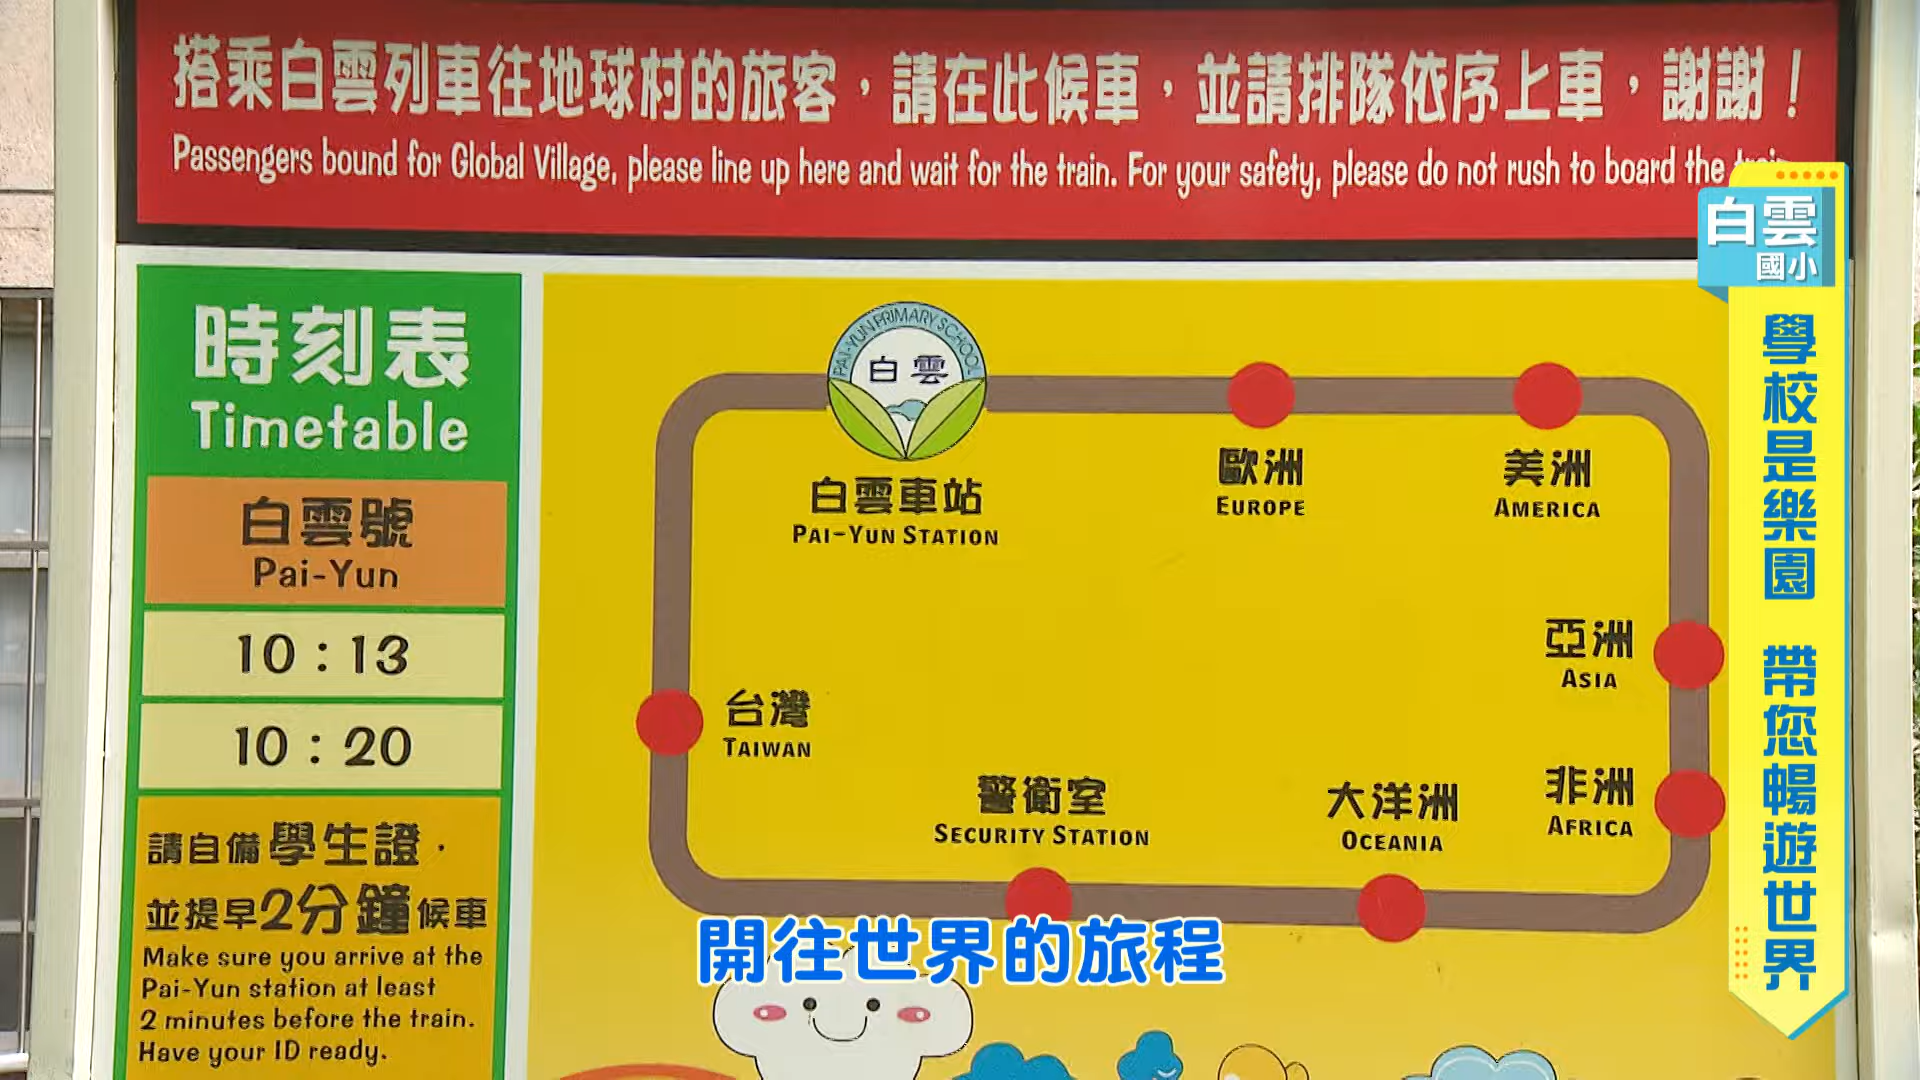 搭乘白雲列車往地球村的旅客，請在此候車，並請排隊依序上車，謝謝！
Passengers bound for Global Village, please line up here and wait for the train. For your safety, please do not rush to board the train
白雲
國小
學校是樂園 帶您暢遊世界
時刻表
Timetable
白雲號
Pai-Yun
10：13
10：20
請自備學生證，
並提早2分鐘候車
Make sure you arrive at the
Pai-Yun station at least
2 minutes before the train.
Have your ID ready.
PAI-YUN PRIMARY SCHOOL
白雲
白雲車站
PAI-YUN STATION
歐洲
EUROPE
美洲
AMERICA
亞洲
ASIA
非洲
AFRICA
大洋洲
OCEANIA
警衛室
SECURITY STATION
台灣
TAIWAN
開往世界的旅程